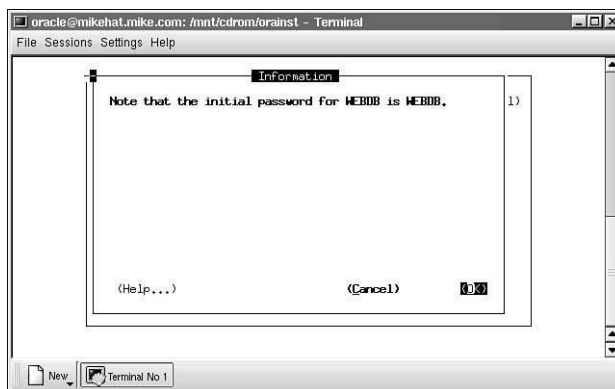 oracle@mikehat.mike.com: /mnt/cdrom/orainst - Terminal
File Sessions Settings Help
Information
Note that the initial password for WEBDB is WEBDB.
1)
(Help...)
(Cancel)
(OK)
New
Terminal No 1